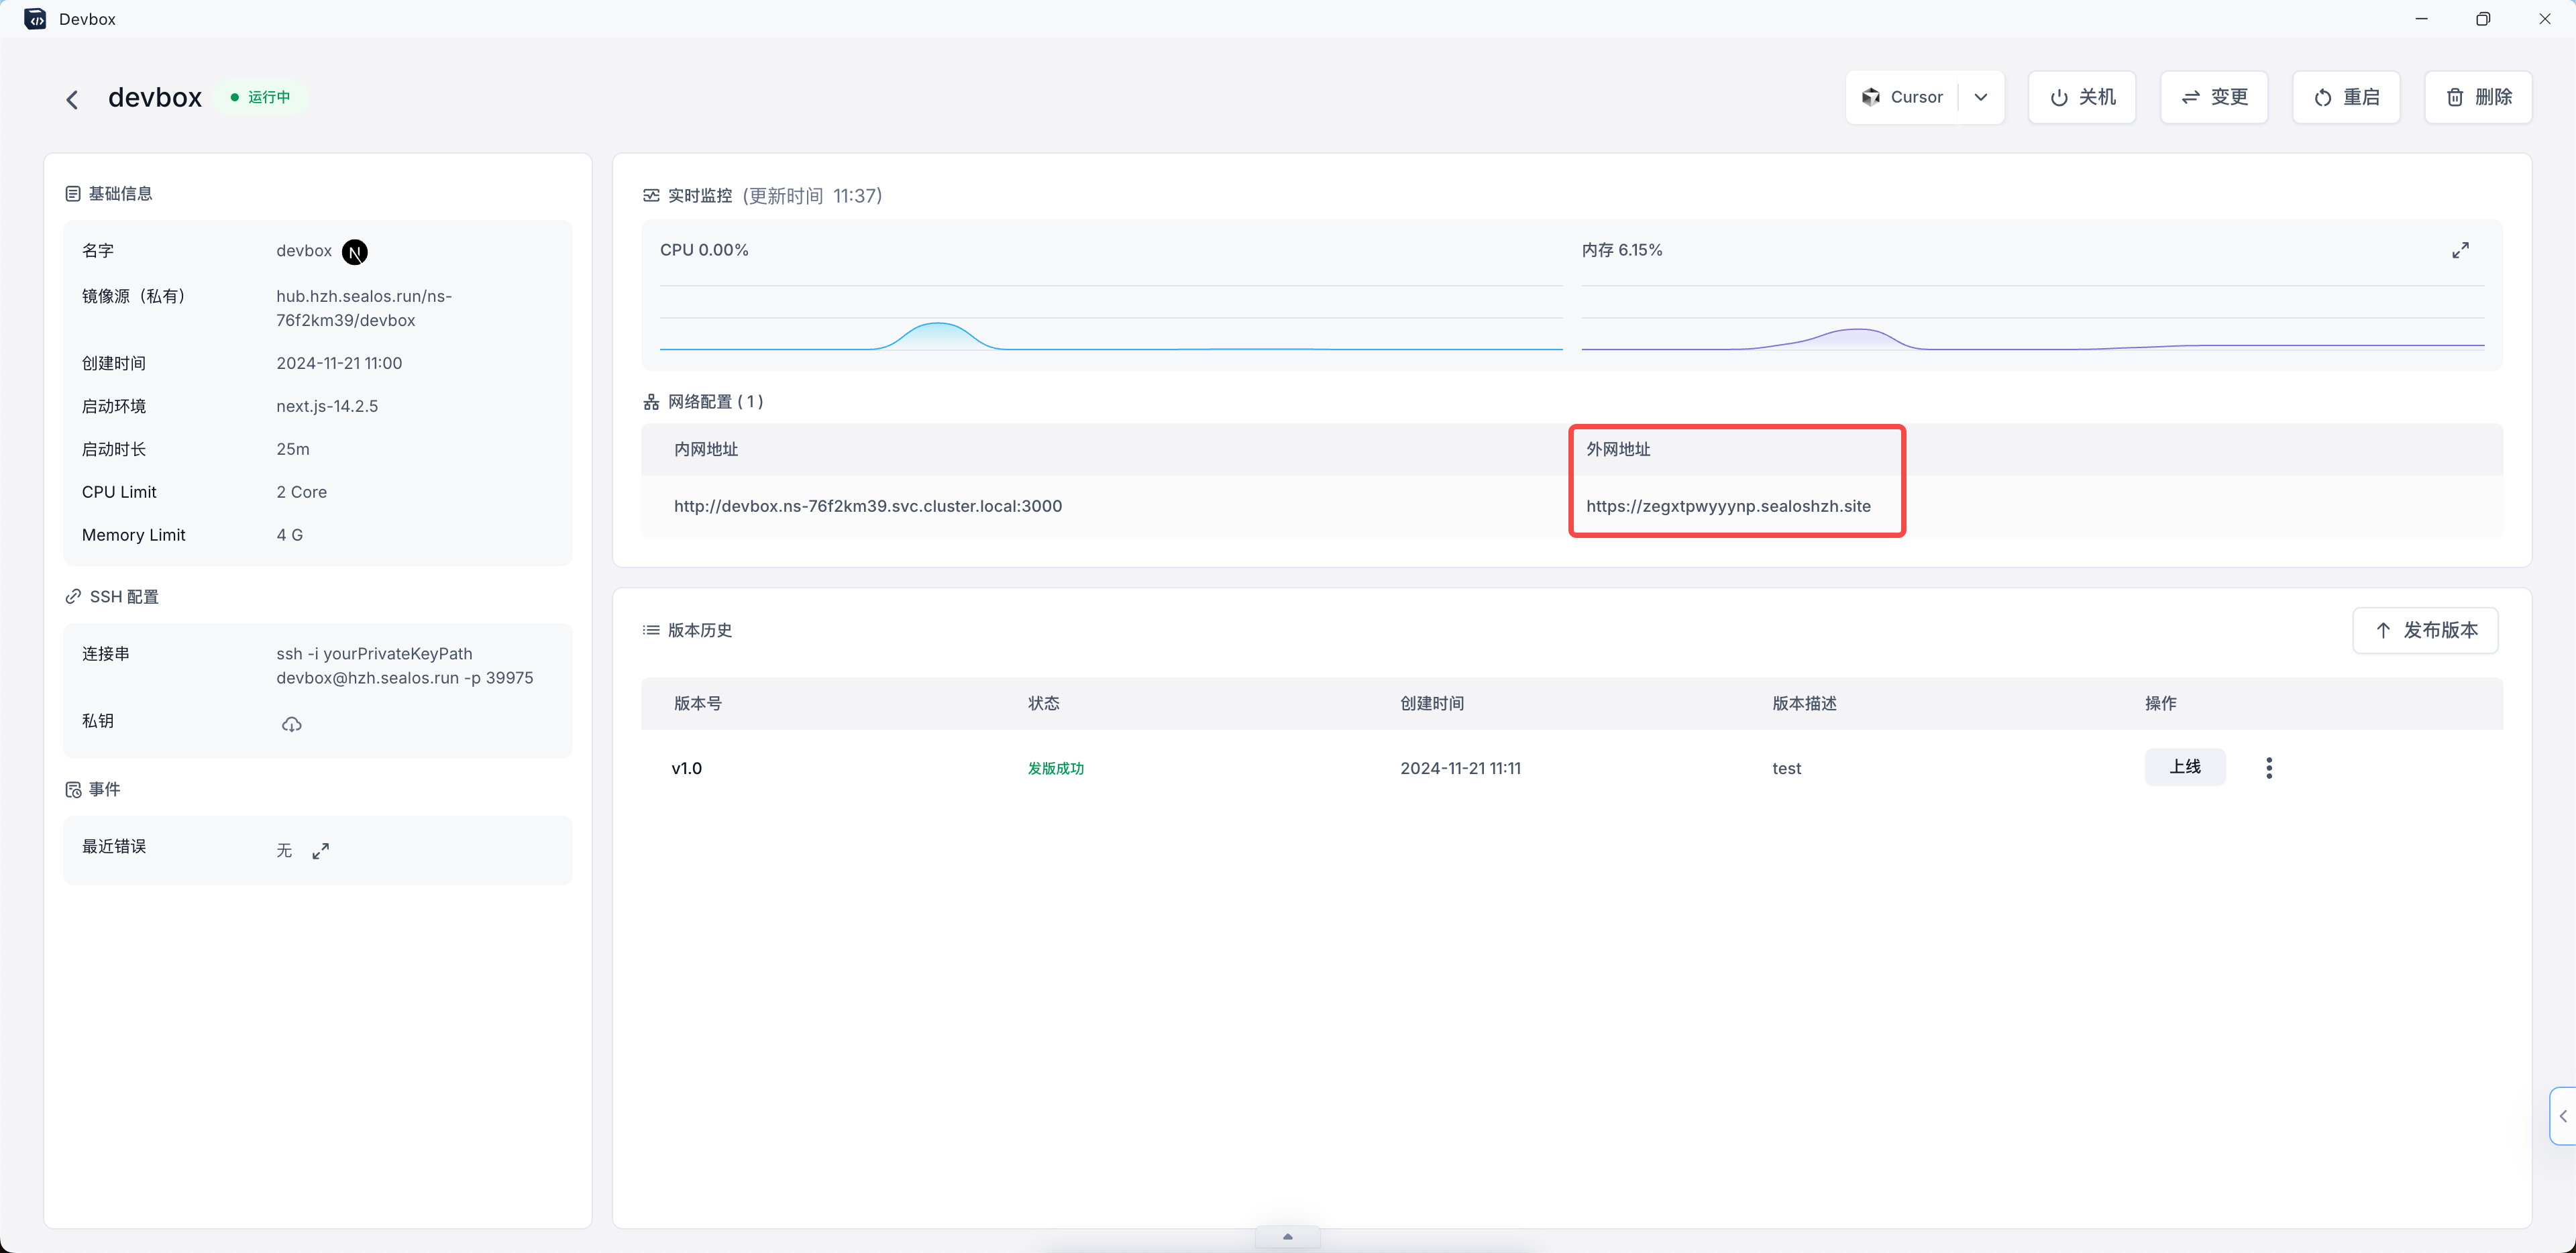 Devbox
devbox
运行中
Cursor
关机
变更
重启
删除
基础信息
名字 devbox
镜像源（私有） hub.hzh.sealos.run/ns-
76f2km39/devbox
创建时间 2024-11-21 11:00
启动环境 next.js-14.2.5
启动时长 25m
CPU Limit 2 Core
Memory Limit 4 G
SSH 配置
连接串 ssh -i yourPrivateKeyPath
devbox@hzh.sealos.run -p 39975
私钥
事件
最近错误 无
实时监控 (更新时间 11:37)
CPU 0.00%
内存 6.15%
网络配置 ( 1 )
内网地址 外网地址
http://devbox.ns-76f2km39.svc.cluster.local:3000 https://zegxtpwyyynp.sealoshzh.site
版本历史
发布版本
版本号 状态 创建时间 版本描述 操作
v1.0 发版成功 2024-11-21 11:11 test 上线